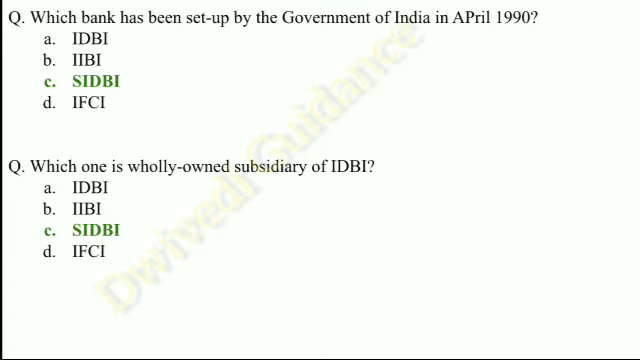 Q. Which bank has been set-up by the Government of India in APril 1990?
a. IDBI
b. IIBI
c. SIDBI
d. IFCI
Q. Which one is wholly-owned subsidiary of IDBI?
a. IDBI
b. IIBI
c. SIDBI
d. IFCI
Dwivedi Guidance